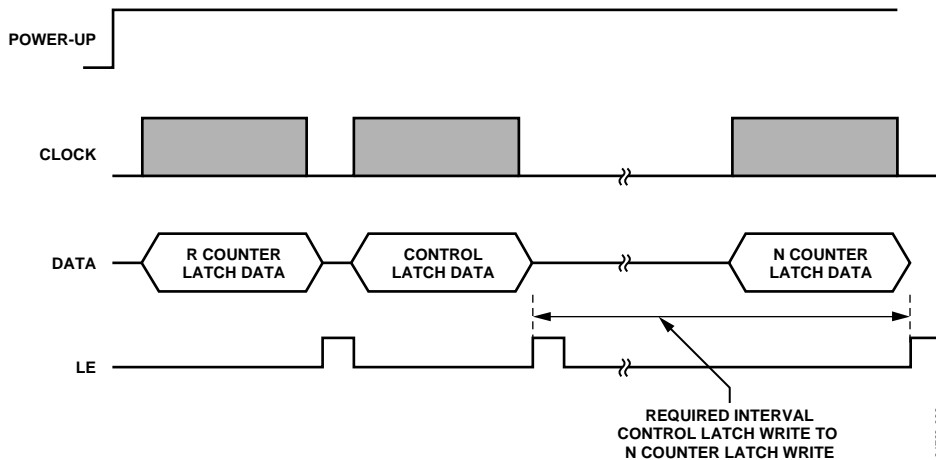 POWER-UP
CLOCK
DATA
R COUNTER
LATCH DATA
CONTROL
LATCH DATA
N COUNTER
LATCH DATA
LE
REQUIRED INTERVAL
CONTROL LATCH WRITE TO
N COUNTER LATCH WRITE